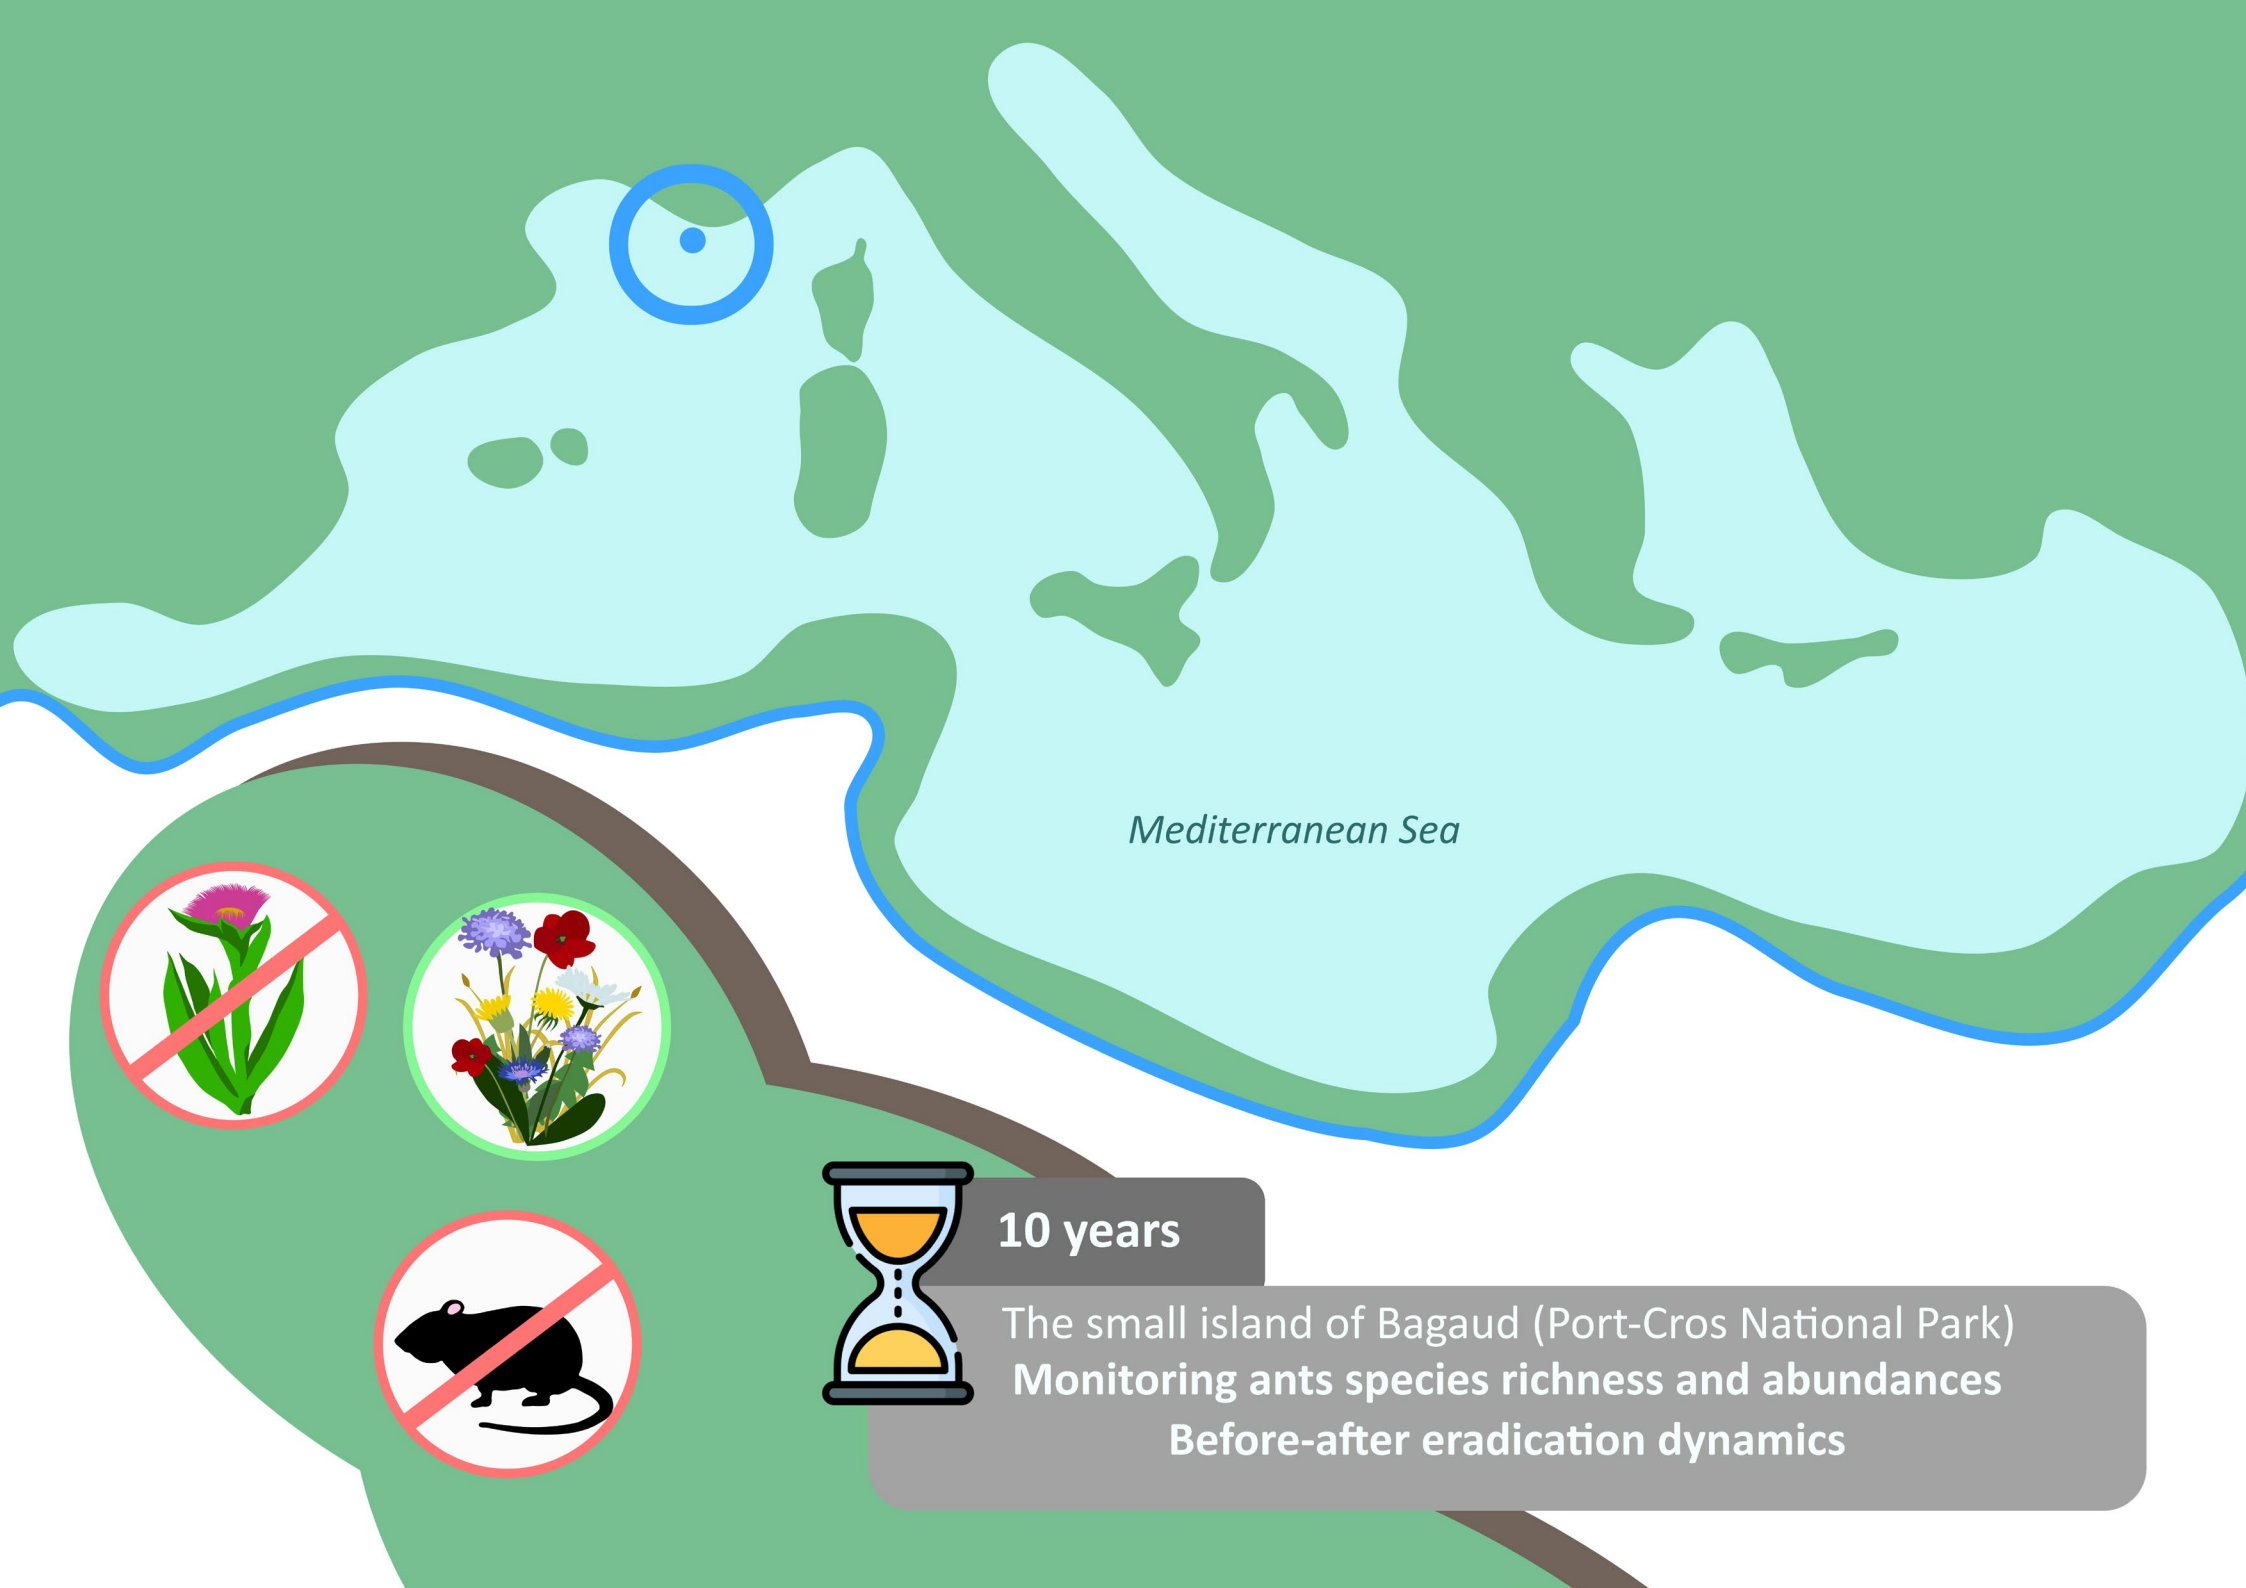 Mediterranean Sea
10 years
The small island of Bagaud (Port-Cros National Park)
Monitoring ants species richness and abundances
Before-after eradication dynamics